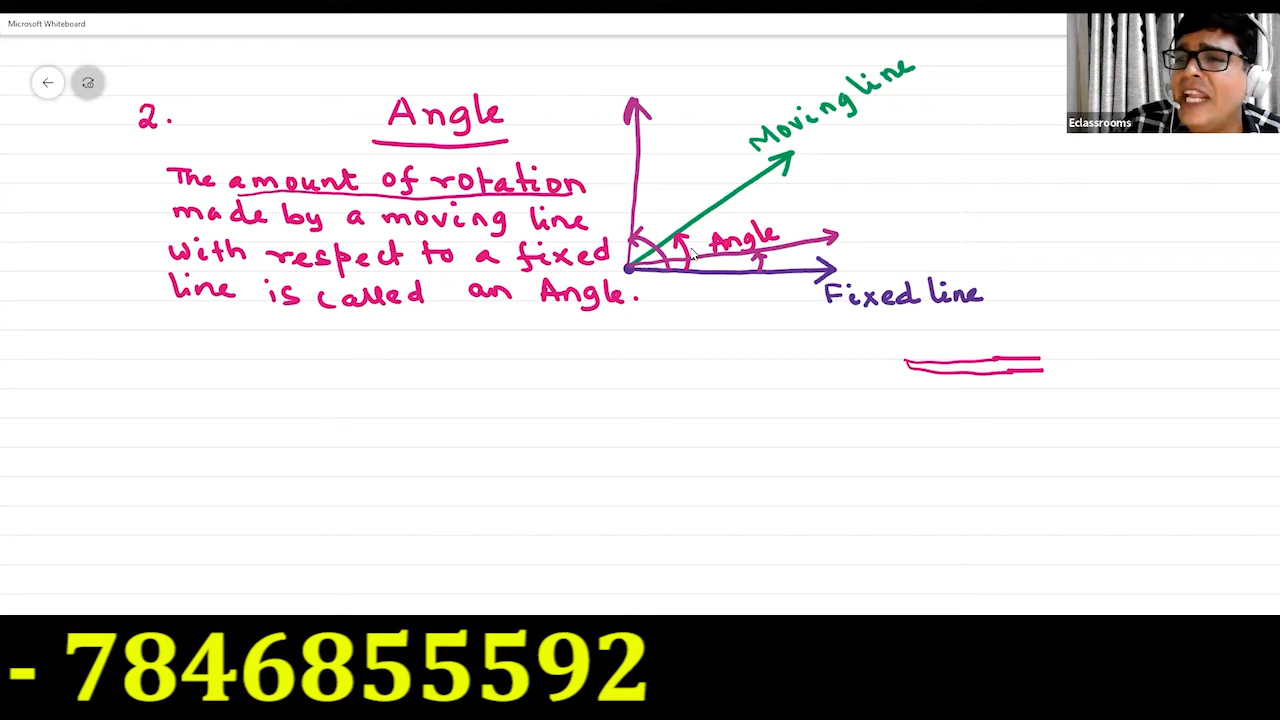 Microsoft Whiteboard
Eclassrooms
2.
Angle
The amount of rotation
made by a moving line
with respect to a fixed
line is called an Angle.
Moving line
Angle
Fixed line
- 7846855592